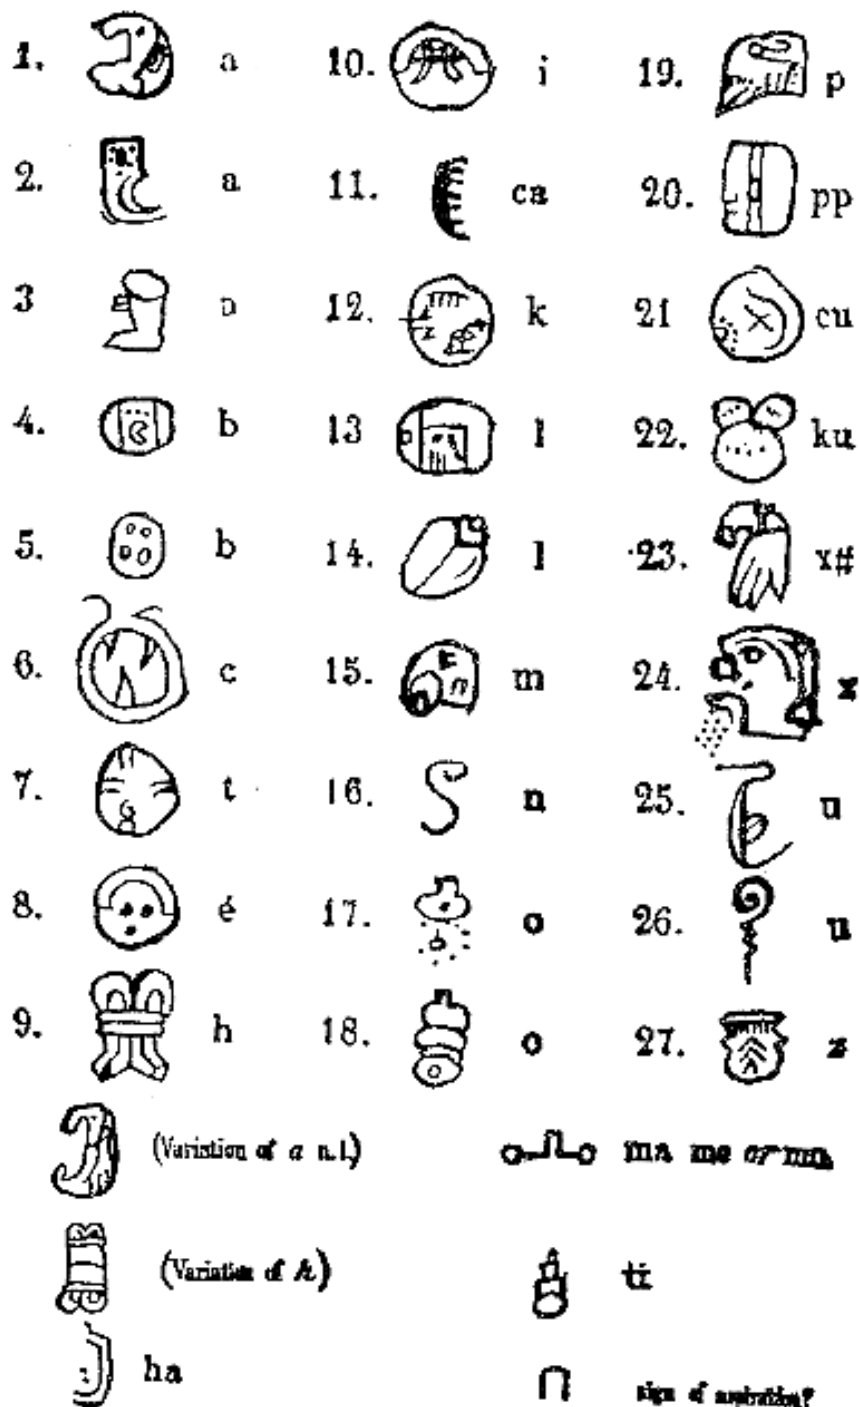 1. a 10. i 19. p
2. a 11. ca 20. pp
3 a 12. k 21 cu
4. b 13 l 22. ku
5. b 14. l 23. x#
6. c 15. m 24. x
7. t 16. n 25. u
8. é 17. o 26. u
9. h 18. o 27. z
(Variation of a n.1.) ma me or mo
(Variation of h) ti
ha sign of aspiration?